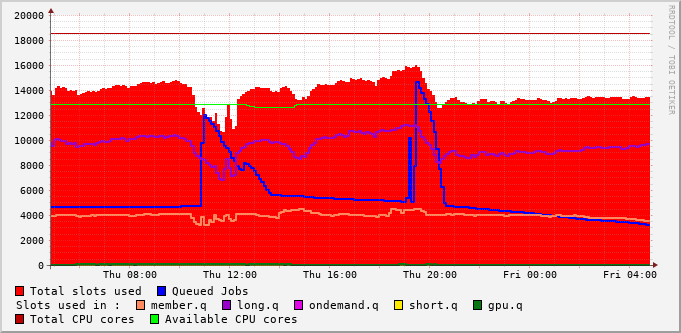 RRDTOOL / TOBI OETIKER
20000
18000
16000
14000
12000
10000
8000
6000
4000
2000
0
Thu 08:00 Thu 12:00 Thu 16:00 Thu 20:00 Fri 00:00 Fri 04:00
Total slots used Queued Jobs
Slots used in : member.q long.q ondemand.q short.q gpu.q
Total CPU cores Available CPU cores